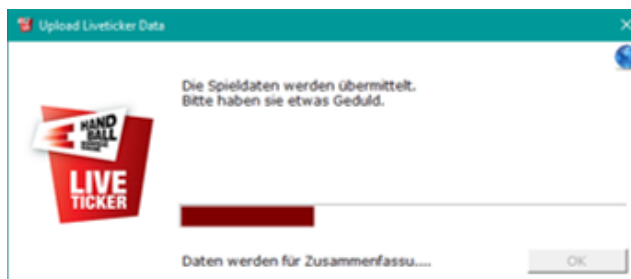 Upload Liveticker Data
Die Spieldaten werden übermittelt.
Bitte haben sie etwas Geduld.
HAND
BALL
LIVE
TICKER
Daten werden für Zusammenfassu....
OK